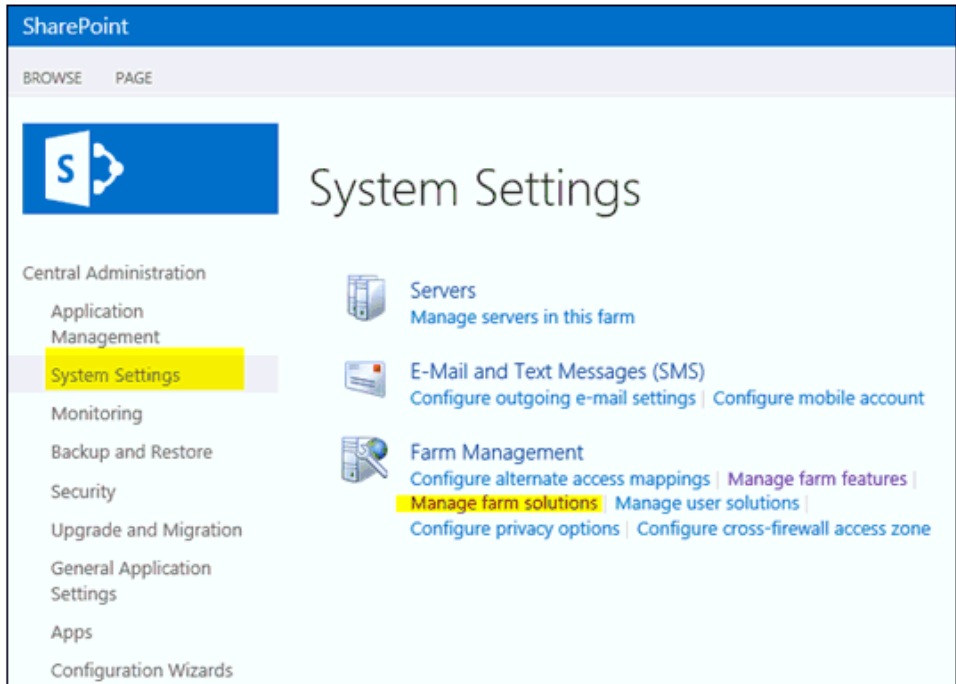 SharePoint
BROWSE PAGE
S
System Settings
Central Administration
Application
Management
System Settings
Monitoring
Backup and Restore
Security
Upgrade and Migration
General Application
Settings
Apps
Configuration Wizards
Servers
Manage servers in this farm
E-Mail and Text Messages (SMS)
Configure outgoing e-mail settings | Configure mobile account
Farm Management
Configure alternate access mappings | Manage farm features |
Manage farm solutions | Manage user solutions |
Configure privacy options | Configure cross-firewall access zone